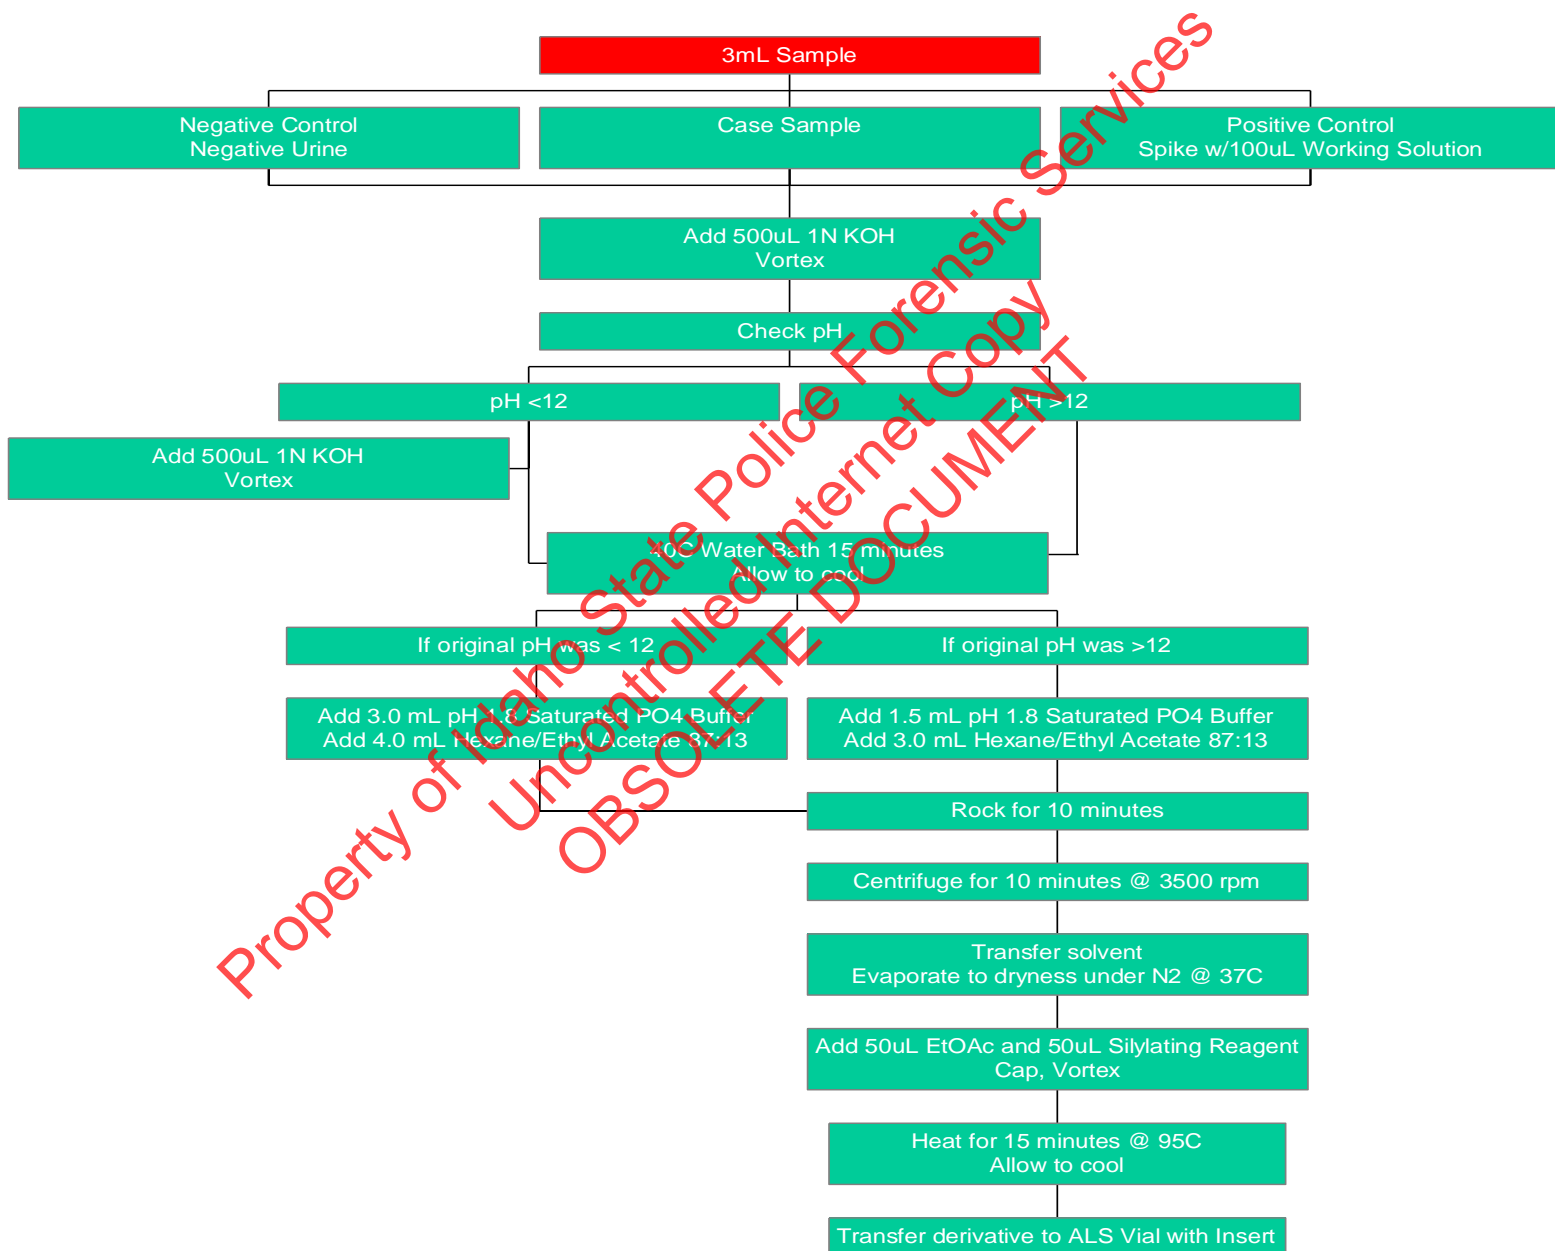 3mL Sample
Negative Control
Negative Urine
Case Sample
Positive Control
Spike w/100uL Working Solution
Add 500uL 1N KOH
Vortex
Check pH
pH <12
pH >12
Add 500uL 1N KOH
Vortex
40C Water Bath 15 minutes
Allow to cool
If original pH was < 12
If original pH was >12
Add 3.0 mL pH 1.8 Saturated PO4 Buffer
Add 4.0 mL Hexane/Ethyl Acetate 87:13
Add 1.5 mL pH 1.8 Saturated PO4 Buffer
Add 3.0 mL Hexane/Ethyl Acetate 87:13
Rock for 10 minutes
Centrifuge for 10 minutes @ 3500 rpm
Transfer solvent
Evaporate to dryness under N2 @ 37C
Add 50uL EtOAc and 50uL Silylating Reagent
Cap, Vortex
Heat for 15 minutes @ 95C
Allow to cool
Transfer derivative to ALS Vial with Insert
Property of Idaho State Police Forensic Services
Uncontrolled Internet Copy
OBSOLETE DOCUMENT